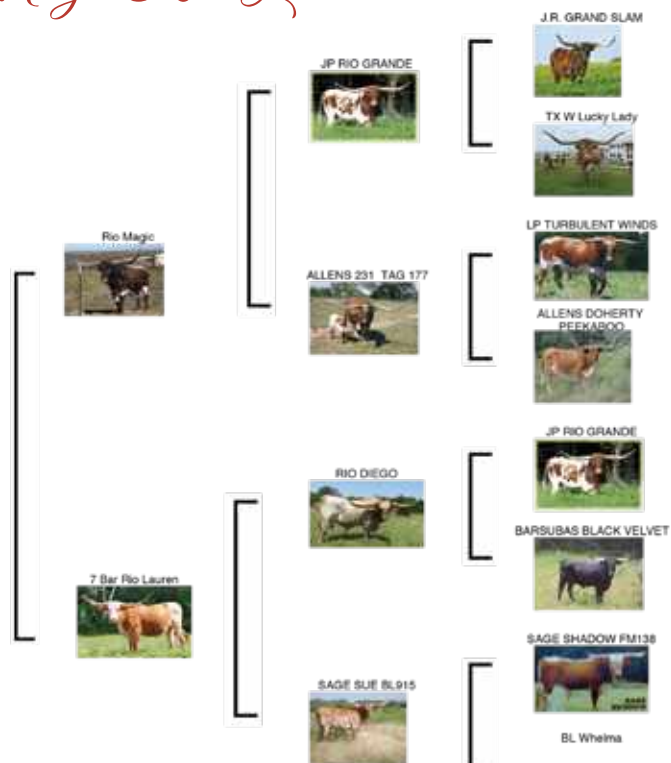 J.R. GRAND SLAM
JP RIO GRANDE
TX W Lucky Lady
LP TURBULENT WINDS
Rio Magic
ALLENS 231 TAG 177
ALLENS DOHERTY
PEEKABOO
JP RIO GRANDE
RIO DIEGO
BARSUBAS BLACK VELVET
7 Bar Rio Lauren
SAGE SHADOW FM138
SAGE SUE BL915
BL Whelma